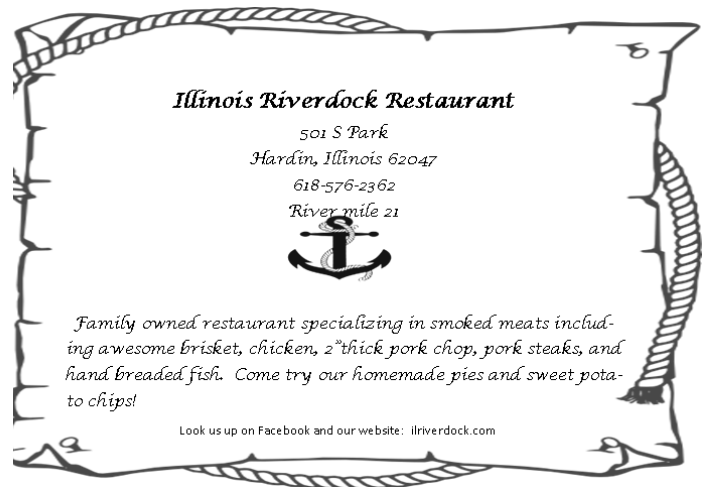 Illinois Riverdock Restaurant
501 S Park
Hardin, Illinois 62047
618-576-2362
River mile 21
Family owned restaurant specializing in smoked meats includ-
ing awesome brisket, chicken, 2”thick pork chop, pork steaks, and
hand breaded fish.  Come try our homemade pies and sweet pota-
to chips!
Look us up on Facebook and our website:  ilriverdock.com